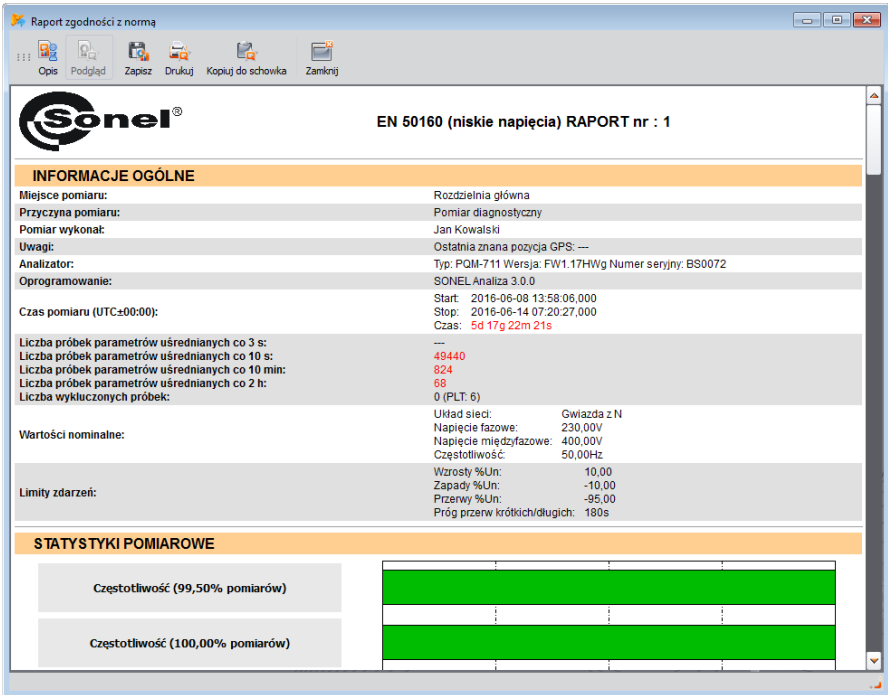 Raport zgodności z normą
Opis Podgląd Zapisz Drukuj Kopiuj do schowka Zamknij
Sonel®
EN 50160 (niskie napięcia) RAPORT nr : 1
INFORMACJE OGÓLNE
Miejsce pomiaru: Rozdzielnia główna
Przyczyna pomiaru: Pomiar diagnostyczny
Pomiar wykonał: Jan Kowalski
Uwagi: Ostatnia znana pozycja GPS: ---
Analizator: Typ: PQM-711 Wersja: FW1.17HWg Numer seryjny: BS0072
Oprogramowanie: SONEL Analiza 3.0.0
Czas pomiaru (UTC±00:00):
Start: 2016-06-08 13:58:06,000
Stop: 2016-06-14 07:20:27,000
Czas: 5d 17g 22m 21s
Liczba próbek parametrów uśrednianych co 3 s: ---
Liczba próbek parametrów uśrednianych co 10 s: 49440
Liczba próbek parametrów uśrednianych co 10 min: 824
Liczba próbek parametrów uśrednianych co 2 h: 68
Liczba wykluczonych próbek: 0 (PLT: 6)
Wartości nominalne:
Układ sieci: Gwiazda z N
Napięcie fazowe: 230,00V
Napięcie międzyfazowe: 400,00V
Częstotliwość: 50,00Hz
Limity zdarzeń:
Wzrosty %Un: 10,00
Zapady %Un: -10,00
Przerwy %Un: -95,00
Próg przerw krótkich/długich: 180s
STATYSTYKI POMIAROWE
Częstotliwość (99,50% pomiarów)
Częstotliwość (100,00% pomiarów)